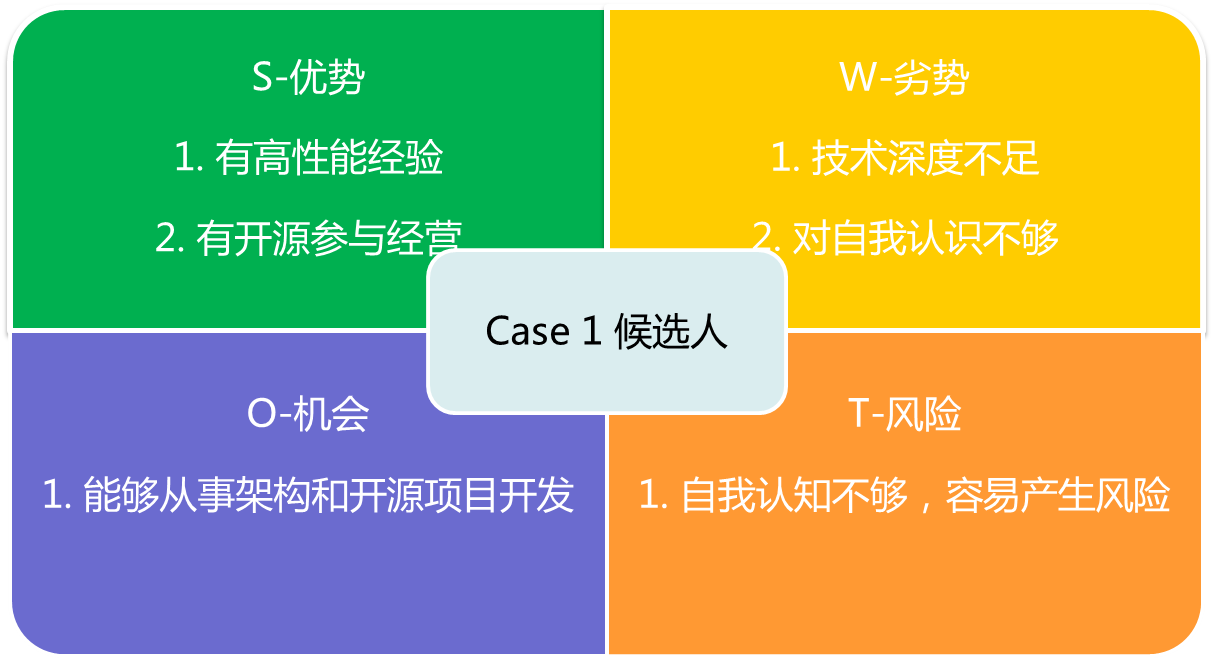 S-优势
1. 有高性能经验
2. 有开源参与经营
W-劣势
1. 技术深度不足
2. 对自我认识不够
Case 1 候选人
O-机会
1. 能够从事架构和开源项目开发
T-风险
1. 自我认知不够，容易产生风险